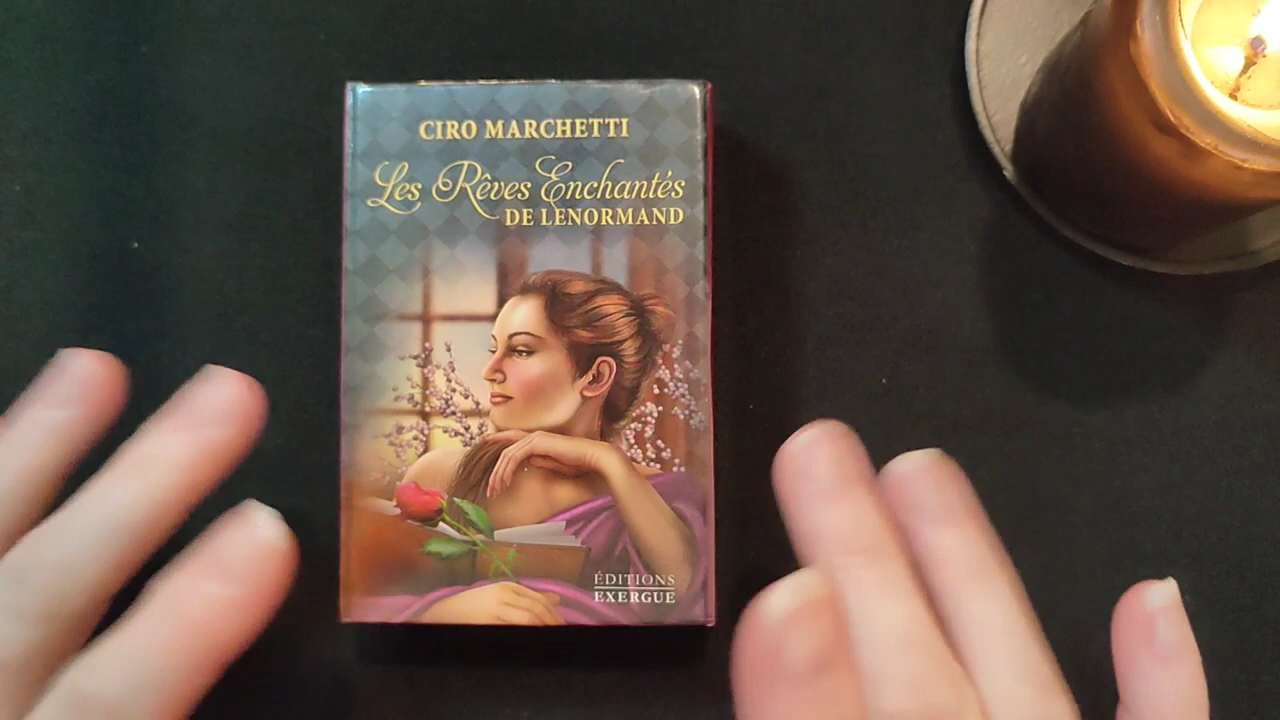 CIRO MARCHETTI
Les Rêves Enchantés
DE LENORMAND
ÉDITIONS
EXERGUE